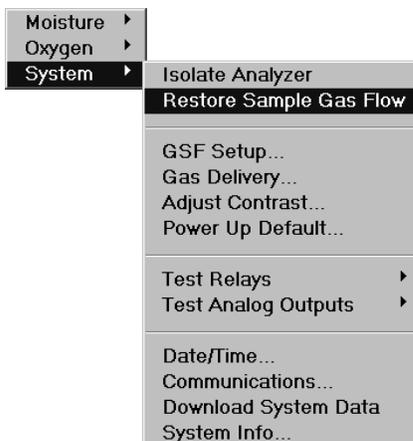 Moisture
Oxygen
System
Isolate Analyzer
Restore Sample Gas Flow
GSF Setup...
Gas Delivery...
Adjust Contrast...
Power Up Default...
Test Relays
Test Analog Outputs
Date/Time...
Communications...
Download System Data
System Info...